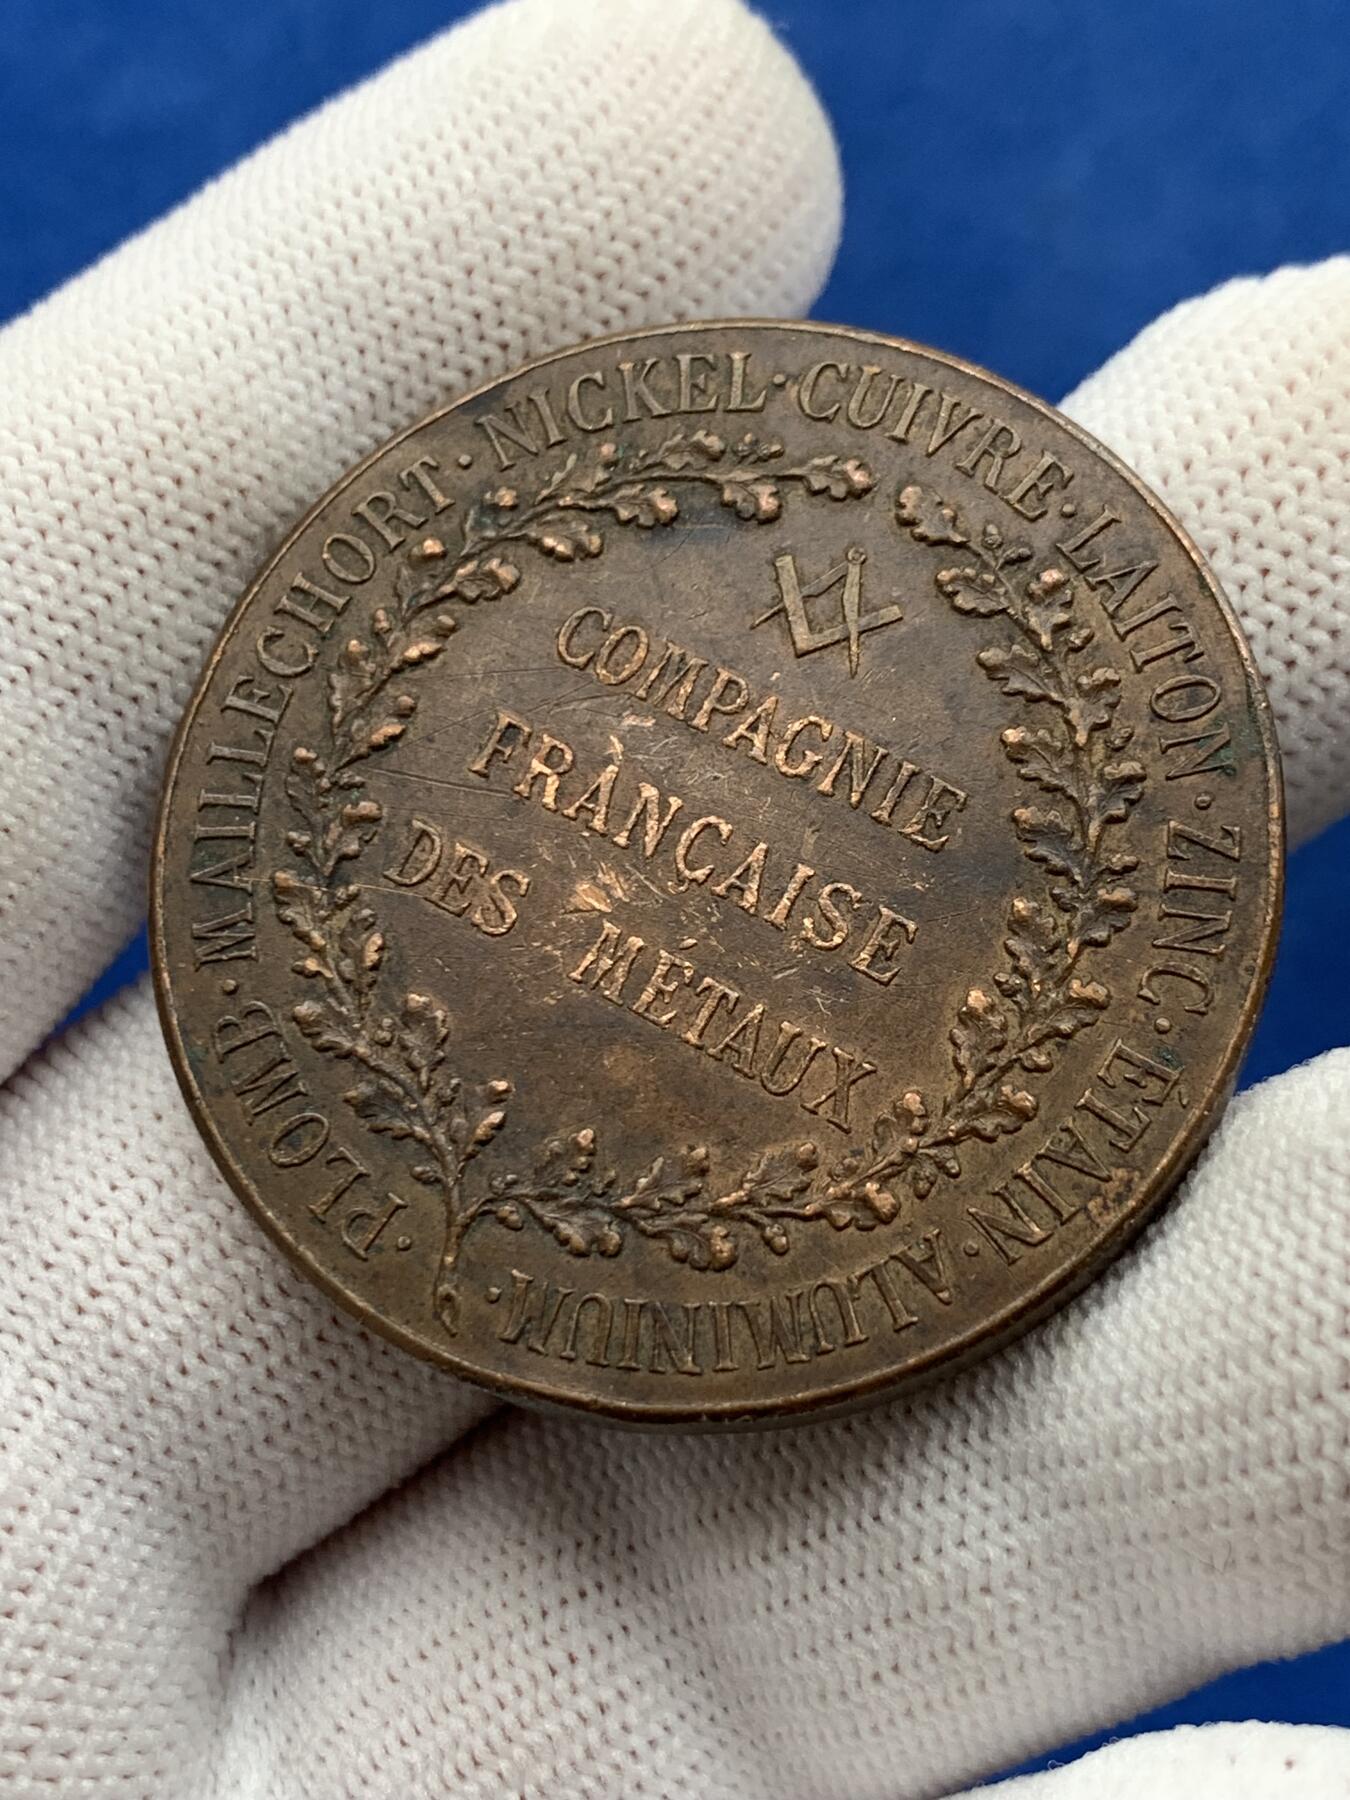 PLOMB · MAILLECHORT · NICKEL · CUIVRE · LAITON · ZINC · ÉTAIN · ALUMINIUM ·
COMPAGNIE
FRANÇAISE
DES MÉTAUX